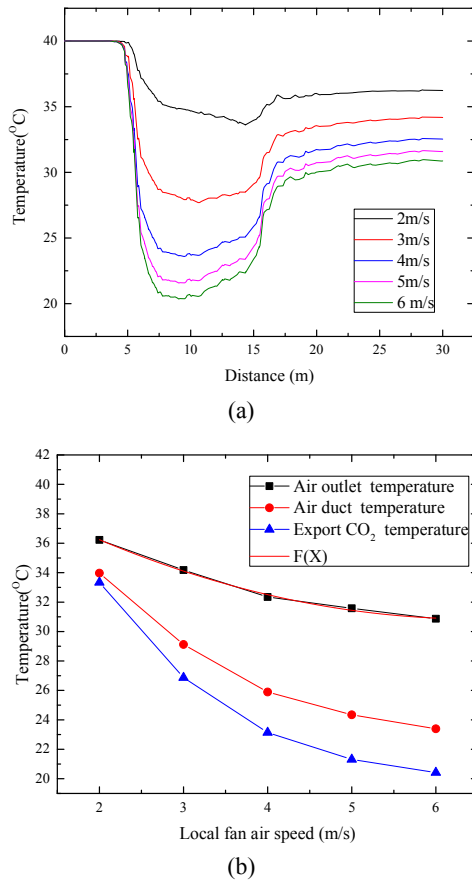 40
35
30
25
20
Temperature(°C)
2m/s
3m/s
4m/s
5m/s
6 m/s
0 5 10 15 20 25 30
Distance (m)
(a)
42
40
38
36
34
32
30
28
26
24
22
20
Temperature(°C)
Air outlet temperature
Air duct temperature
Export CO₂ temperature
F(X)
2 3 4 5 6
Local fan air speed (m/s)
(b)